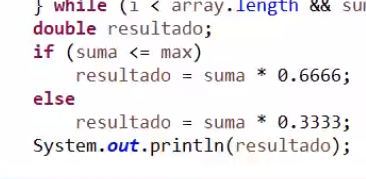 } while (i < array.length && su
double resultado;
if (suma <= max)
    resultado = suma * 0.6666;
else
    resultado = suma * 0.3333;
System.out.println(resultado);